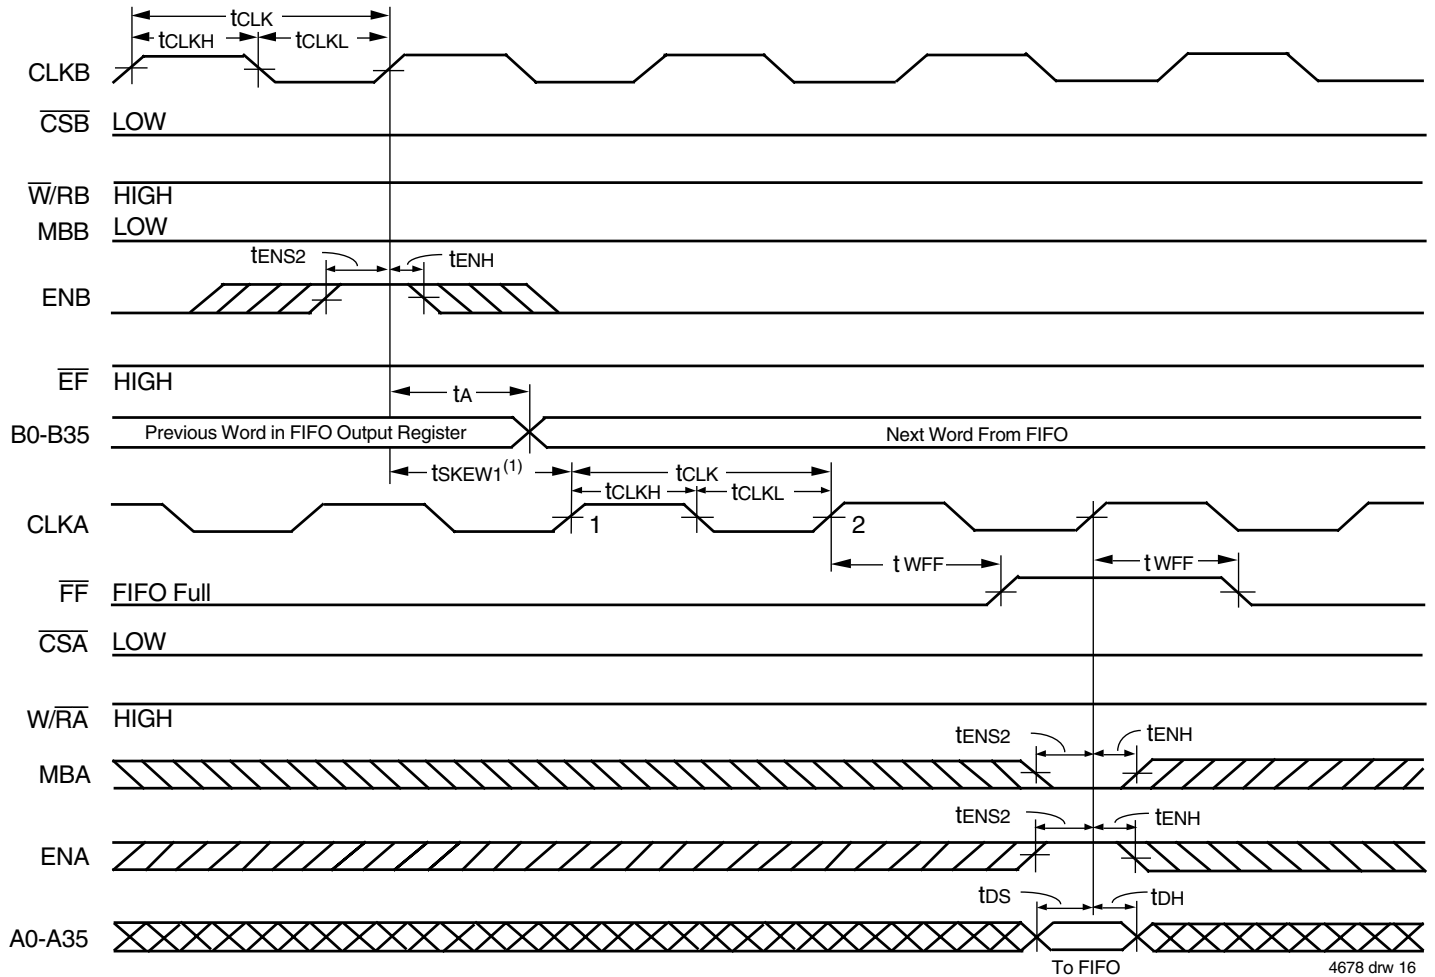 tCLK
tCLKH
tCLKL
CLKB
CSB LOW
W/RB HIGH
MBB LOW
tENS2
tENH
ENB
EF HIGH
tA
B0-B35 Previous Word in FIFO Output Register Next Word From FIFO
tSKEW1(1)
tCLK
tCLKH
tCLKL
CLKA 1 2
t WFF
t WFF
FF FIFO Full
CSA LOW
W/RA HIGH
tENS2
tENH
MBA
tENS2
tENH
ENA
tDS
tDH
A0-A35
To FIFO
4678 drw 16